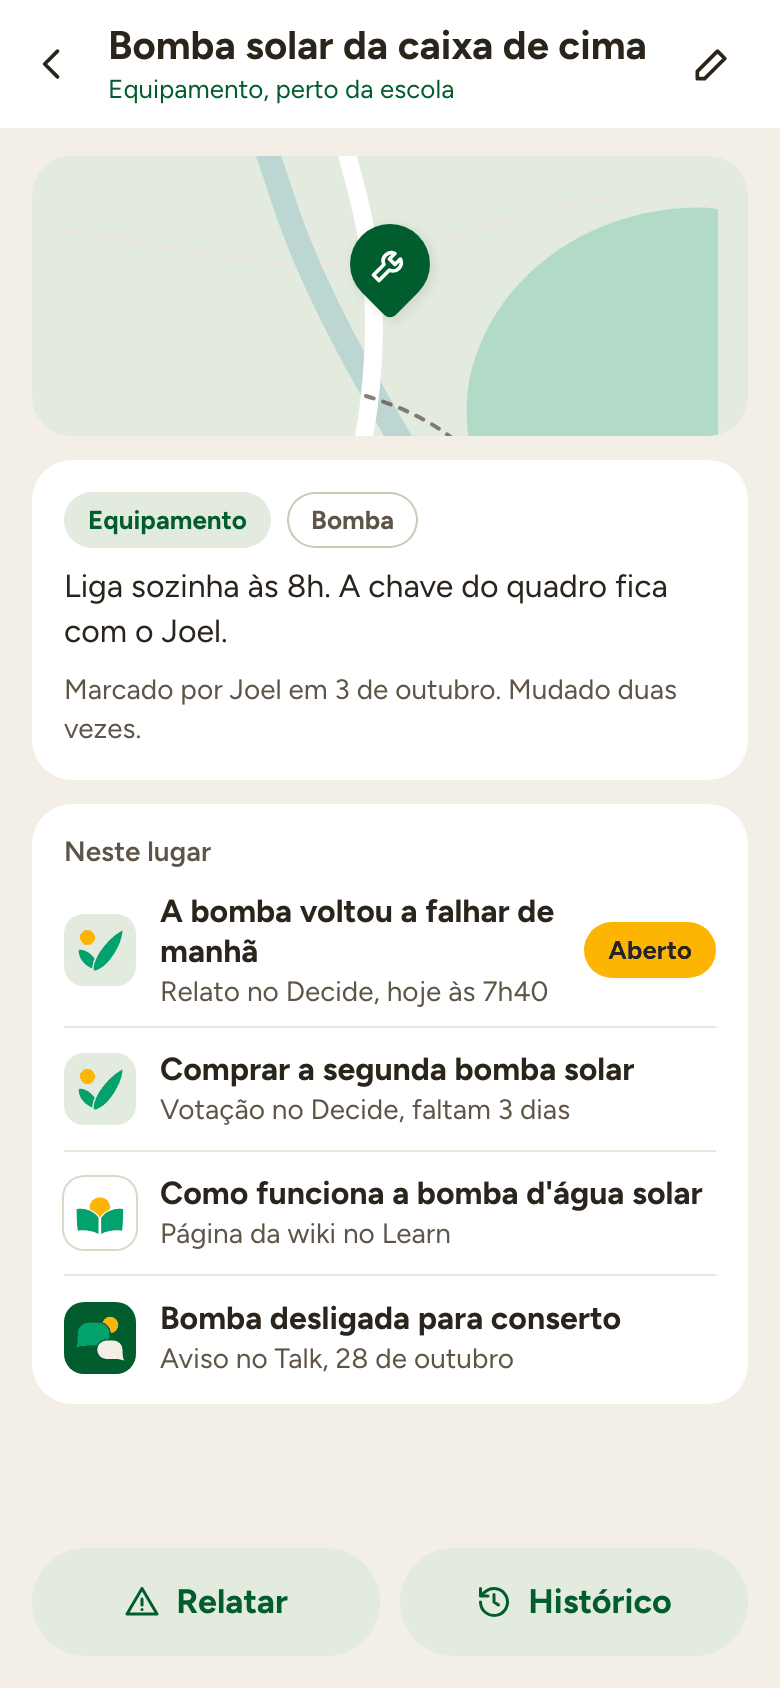 Bomba solar da caixa de cima
Equipamento, perto da escola
Equipamento
Bomba
Liga sozinha às 8h. A chave do quadro fica
com o Joel.
Marcado por Joel em 3 de outubro. Mudado duas
vezes.
Neste lugar
A bomba voltou a falhar de
manhã
Relato no Decide, hoje às 7h40
Aberto
Comprar a segunda bomba solar
Votação no Decide, faltam 3 dias
Como funciona a bomba d'água solar
Página da wiki no Learn
Bomba desligada para conserto
Aviso no Talk, 28 de outubro
Relatar
Histórico